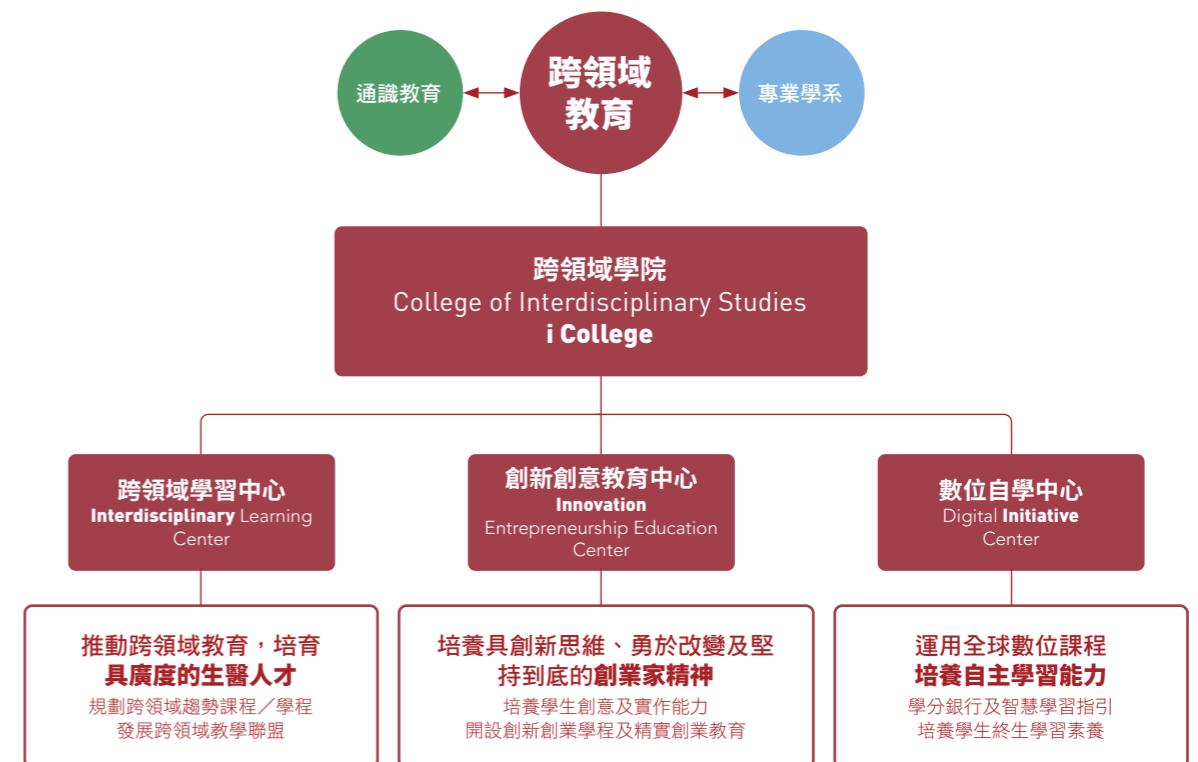 通識教育
跨領域
教育
專業學系
跨領域學院
College of Interdisciplinary Studies
i College
跨領域學習中心
Interdisciplinary Learning
Center
創新創意教育中心
Innovation
Entrepreneurship Education
Center
數位自學中心
Digital Initiative
Center
推動跨領域教育，培育
具廣度的生醫人才
規劃跨領域趨勢課程／學程
發展跨領域教學聯盟
培養具創新思維、勇於改變及堅
持到底的創業家精神
培養學生創意及實作能力
開設創新創業學程及精實創業教育
運用全球數位課程
培養自主學習能力
學分銀行及智慧學習指引
培養學生終生學習素養